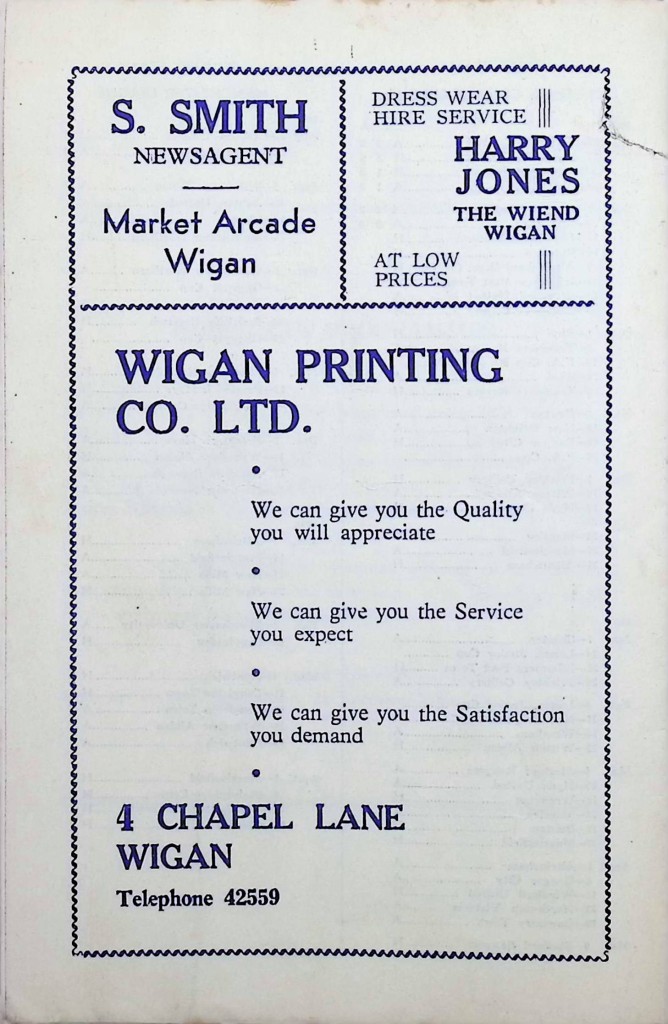 S. SMITH
NEWSAGENT
Market Arcade
Wigan
DRESS WEAR
HIRE SERVICE
HARRY
JONES
THE WIEND
WIGAN
AT LOW
PRICES
WIGAN PRINTING
CO. LTD.
We can give you the Quality
you will appreciate
We can give you the Service
you expect
We can give you the Satisfaction
you demand
4 CHAPEL LANE
WIGAN
Telephone 42559